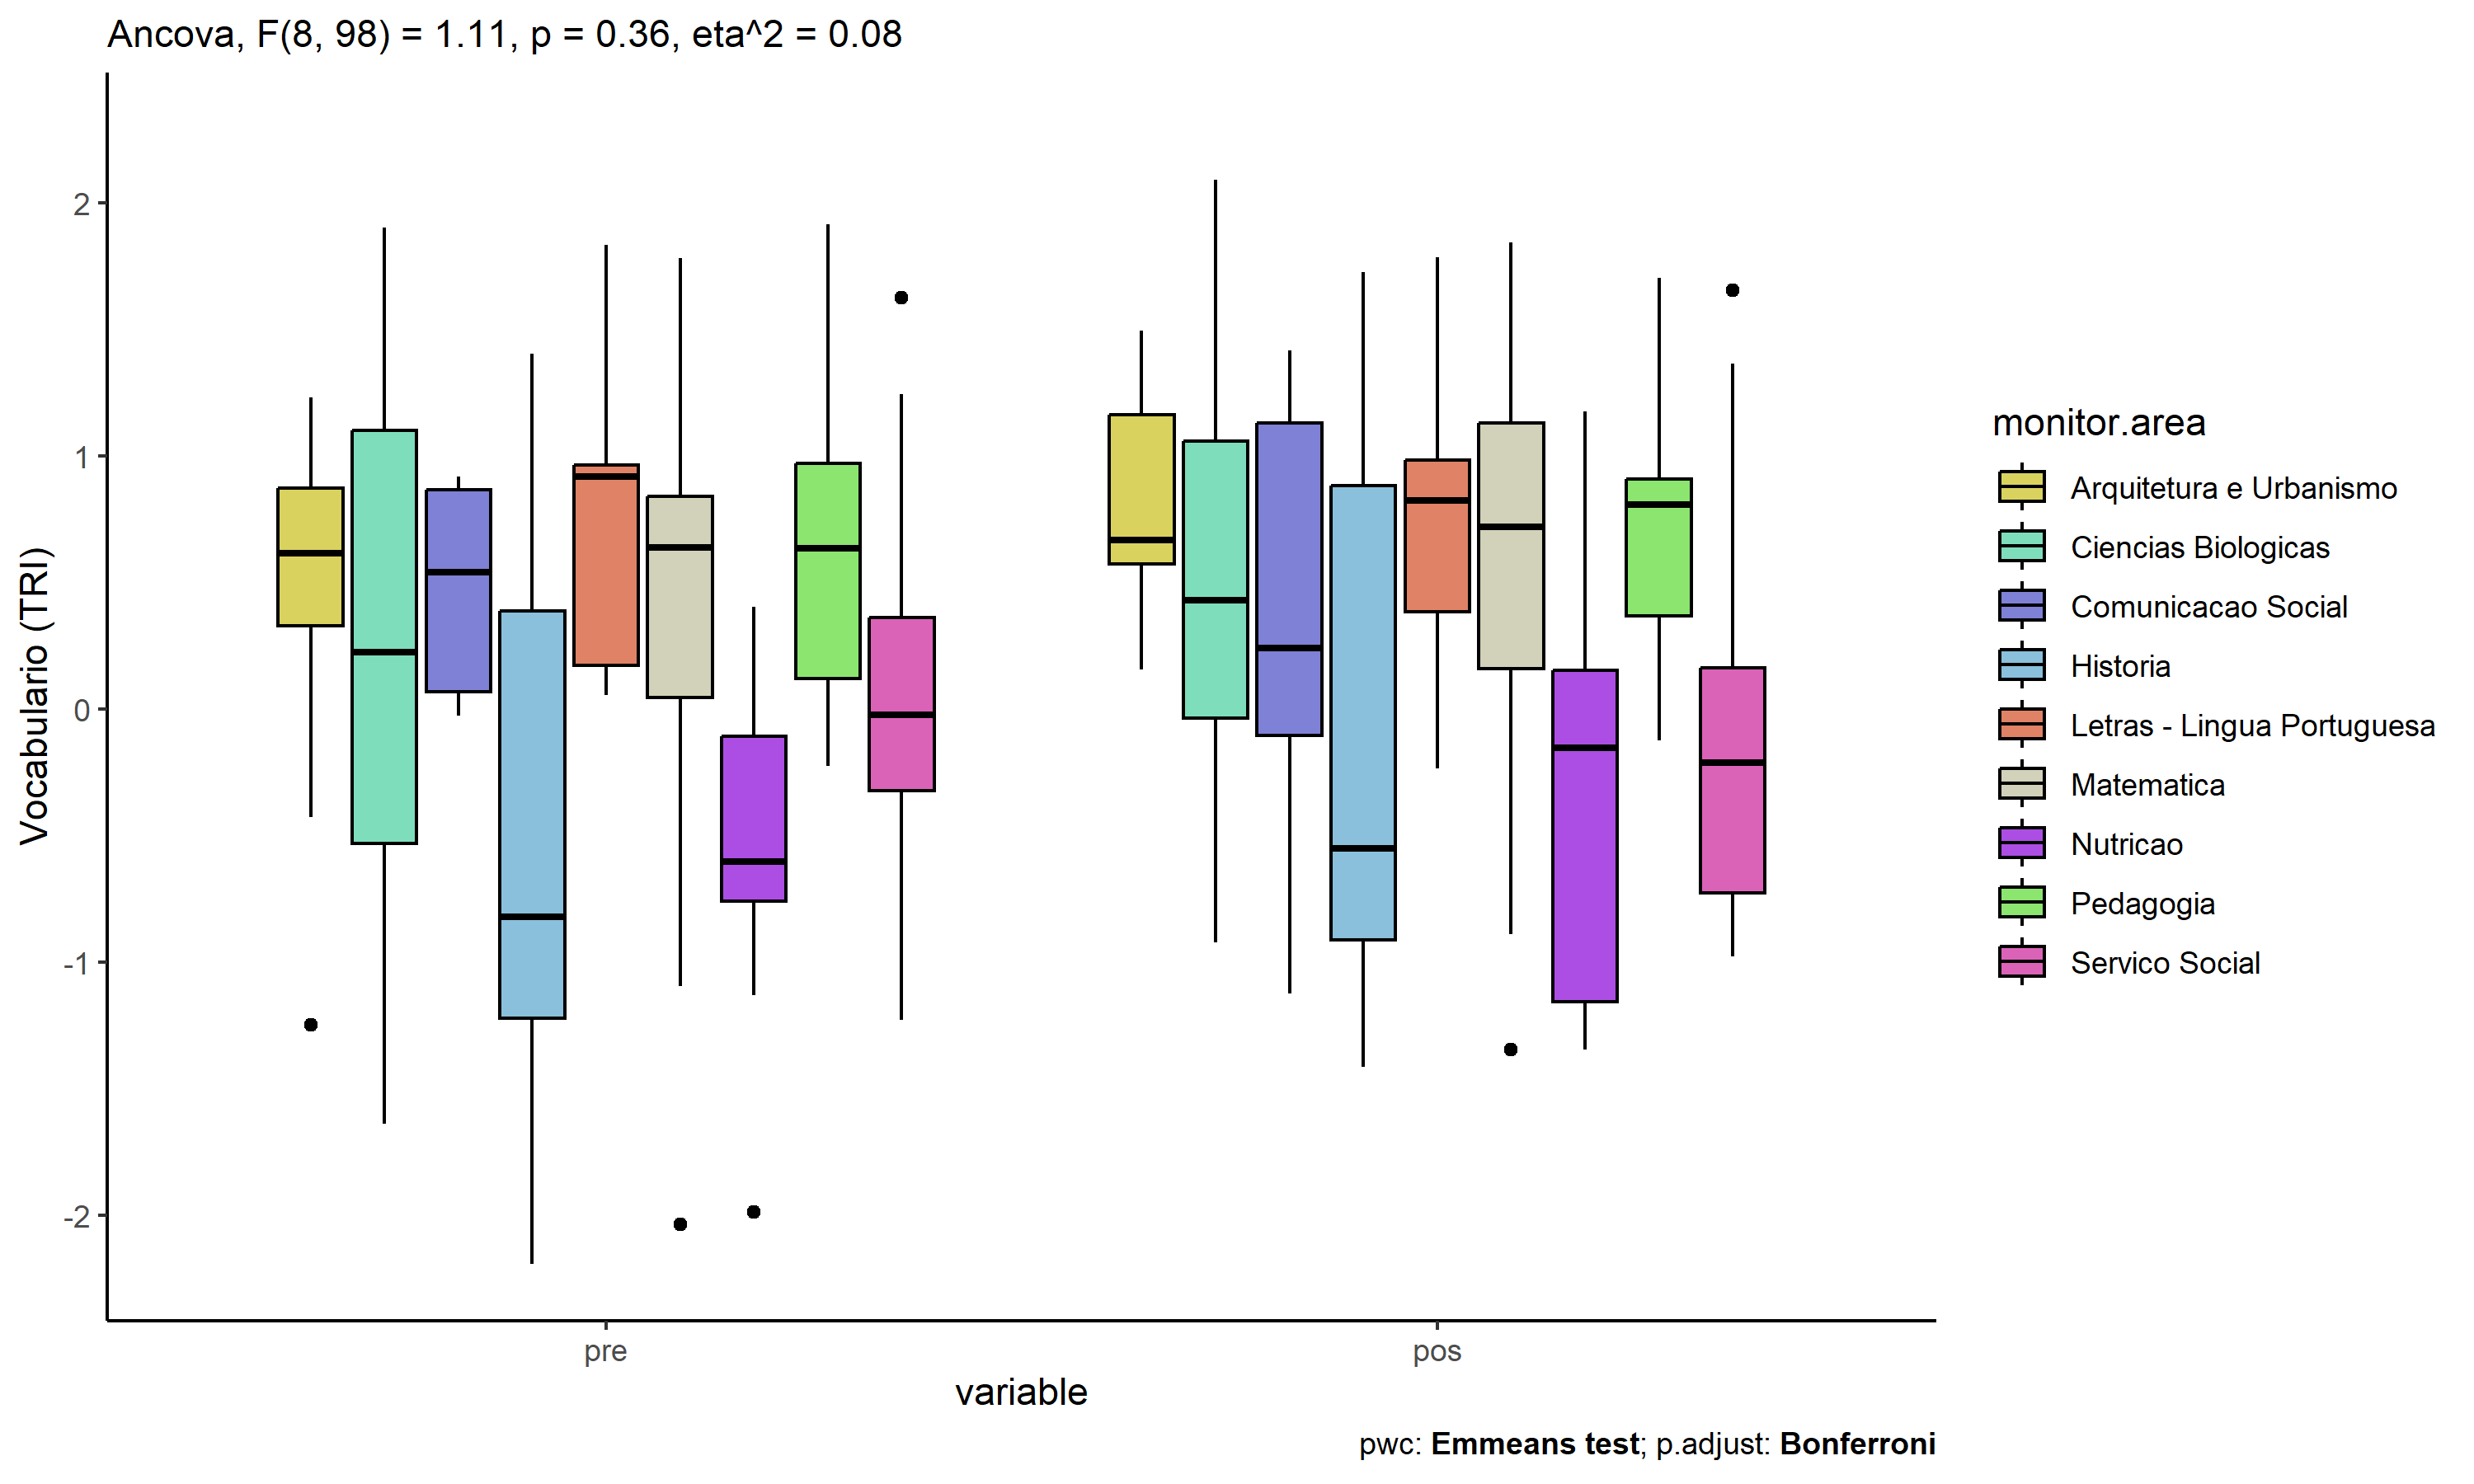 Ancova, F(8, 98) = 1.11, p = 0.36, eta^2 = 0.08
Vocabulario (TRI)
2
1
0
-1
-2
pre
pos
variable
monitor.area
Arquitetura e Urbanismo
Ciencias Biologicas
Comunicacao Social
Historia
Letras - Lingua Portuguesa
Matematica
Nutricao
Pedagogia
Servico Social
pwc: Emmeans test; p.adjust: Bonferroni